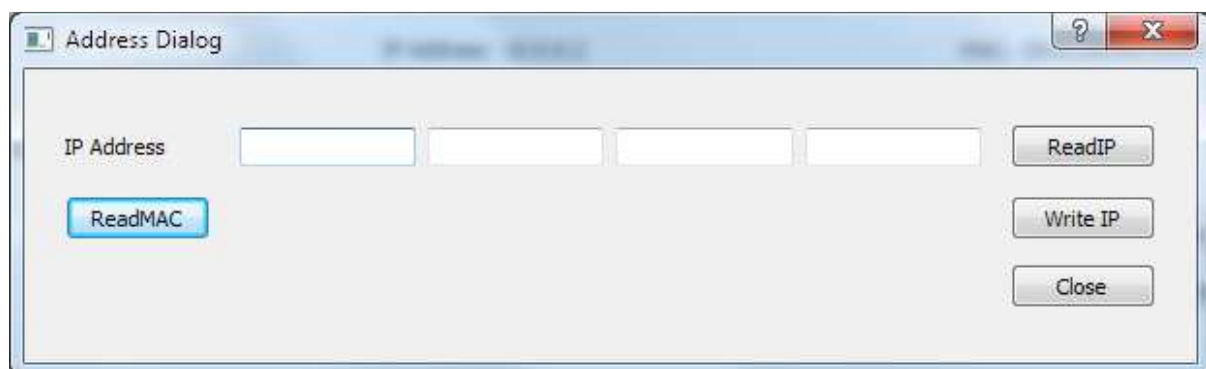 Address Dialog
IP Address
ReadIP
ReadMAC
Write IP
Close